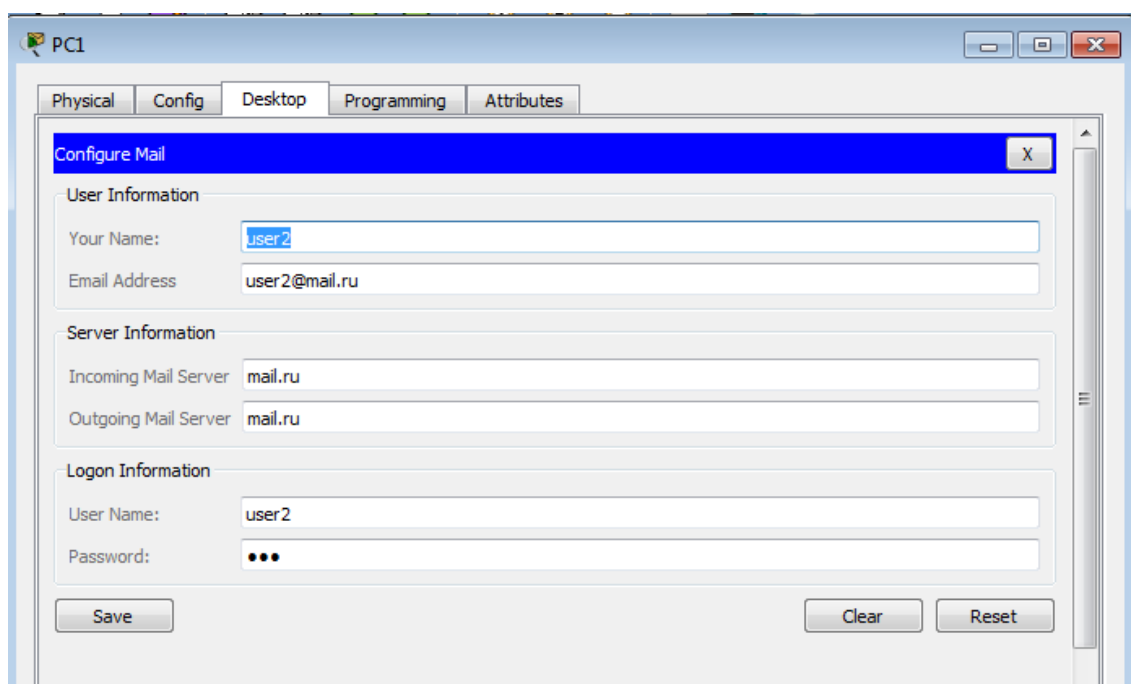 PC1
Physical Config Desktop Programming Attributes
Configure Mail X
User Information
Your Name: user2
Email Address user2@mail.ru
Server Information
Incoming Mail Server mail.ru
Outgoing Mail Server mail.ru
Logon Information
User Name: user2
Password: •••
Save Clear Reset